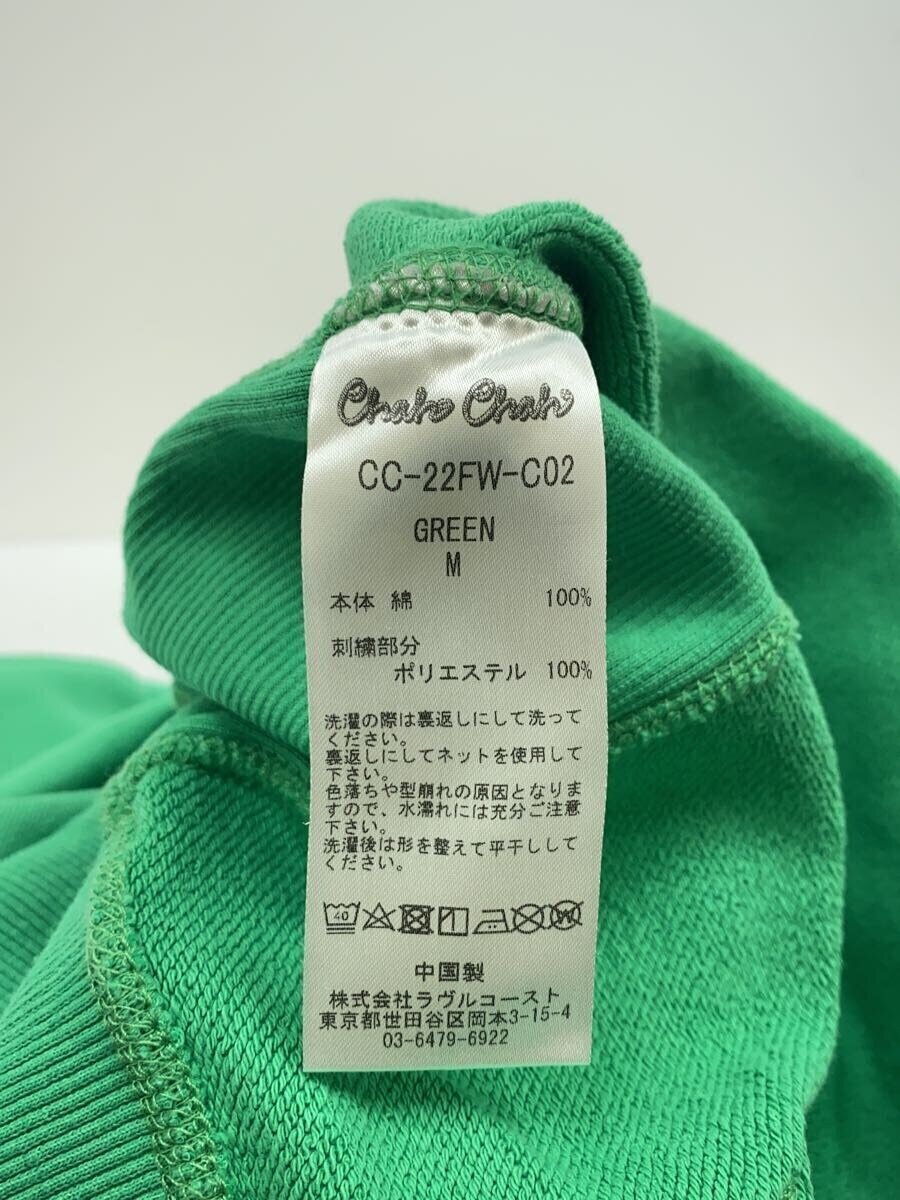 Chah Chah
CC-22FW-C02
GREEN
M
本体 綿 100%
刺繍部分
ポリエステル 100%
洗濯の際は裏返しにして洗って
ください。
裏返しにしてネットを使用して
下さい。
色落ちや型崩れの原因となりま
すので、水濡れには充分ご注意
下さい。
洗濯後は形を整えて平干ししてください。
40
中国製
株式会社ラヴルコースト
東京都世田谷区岡本3-15-4
03-6479-6922